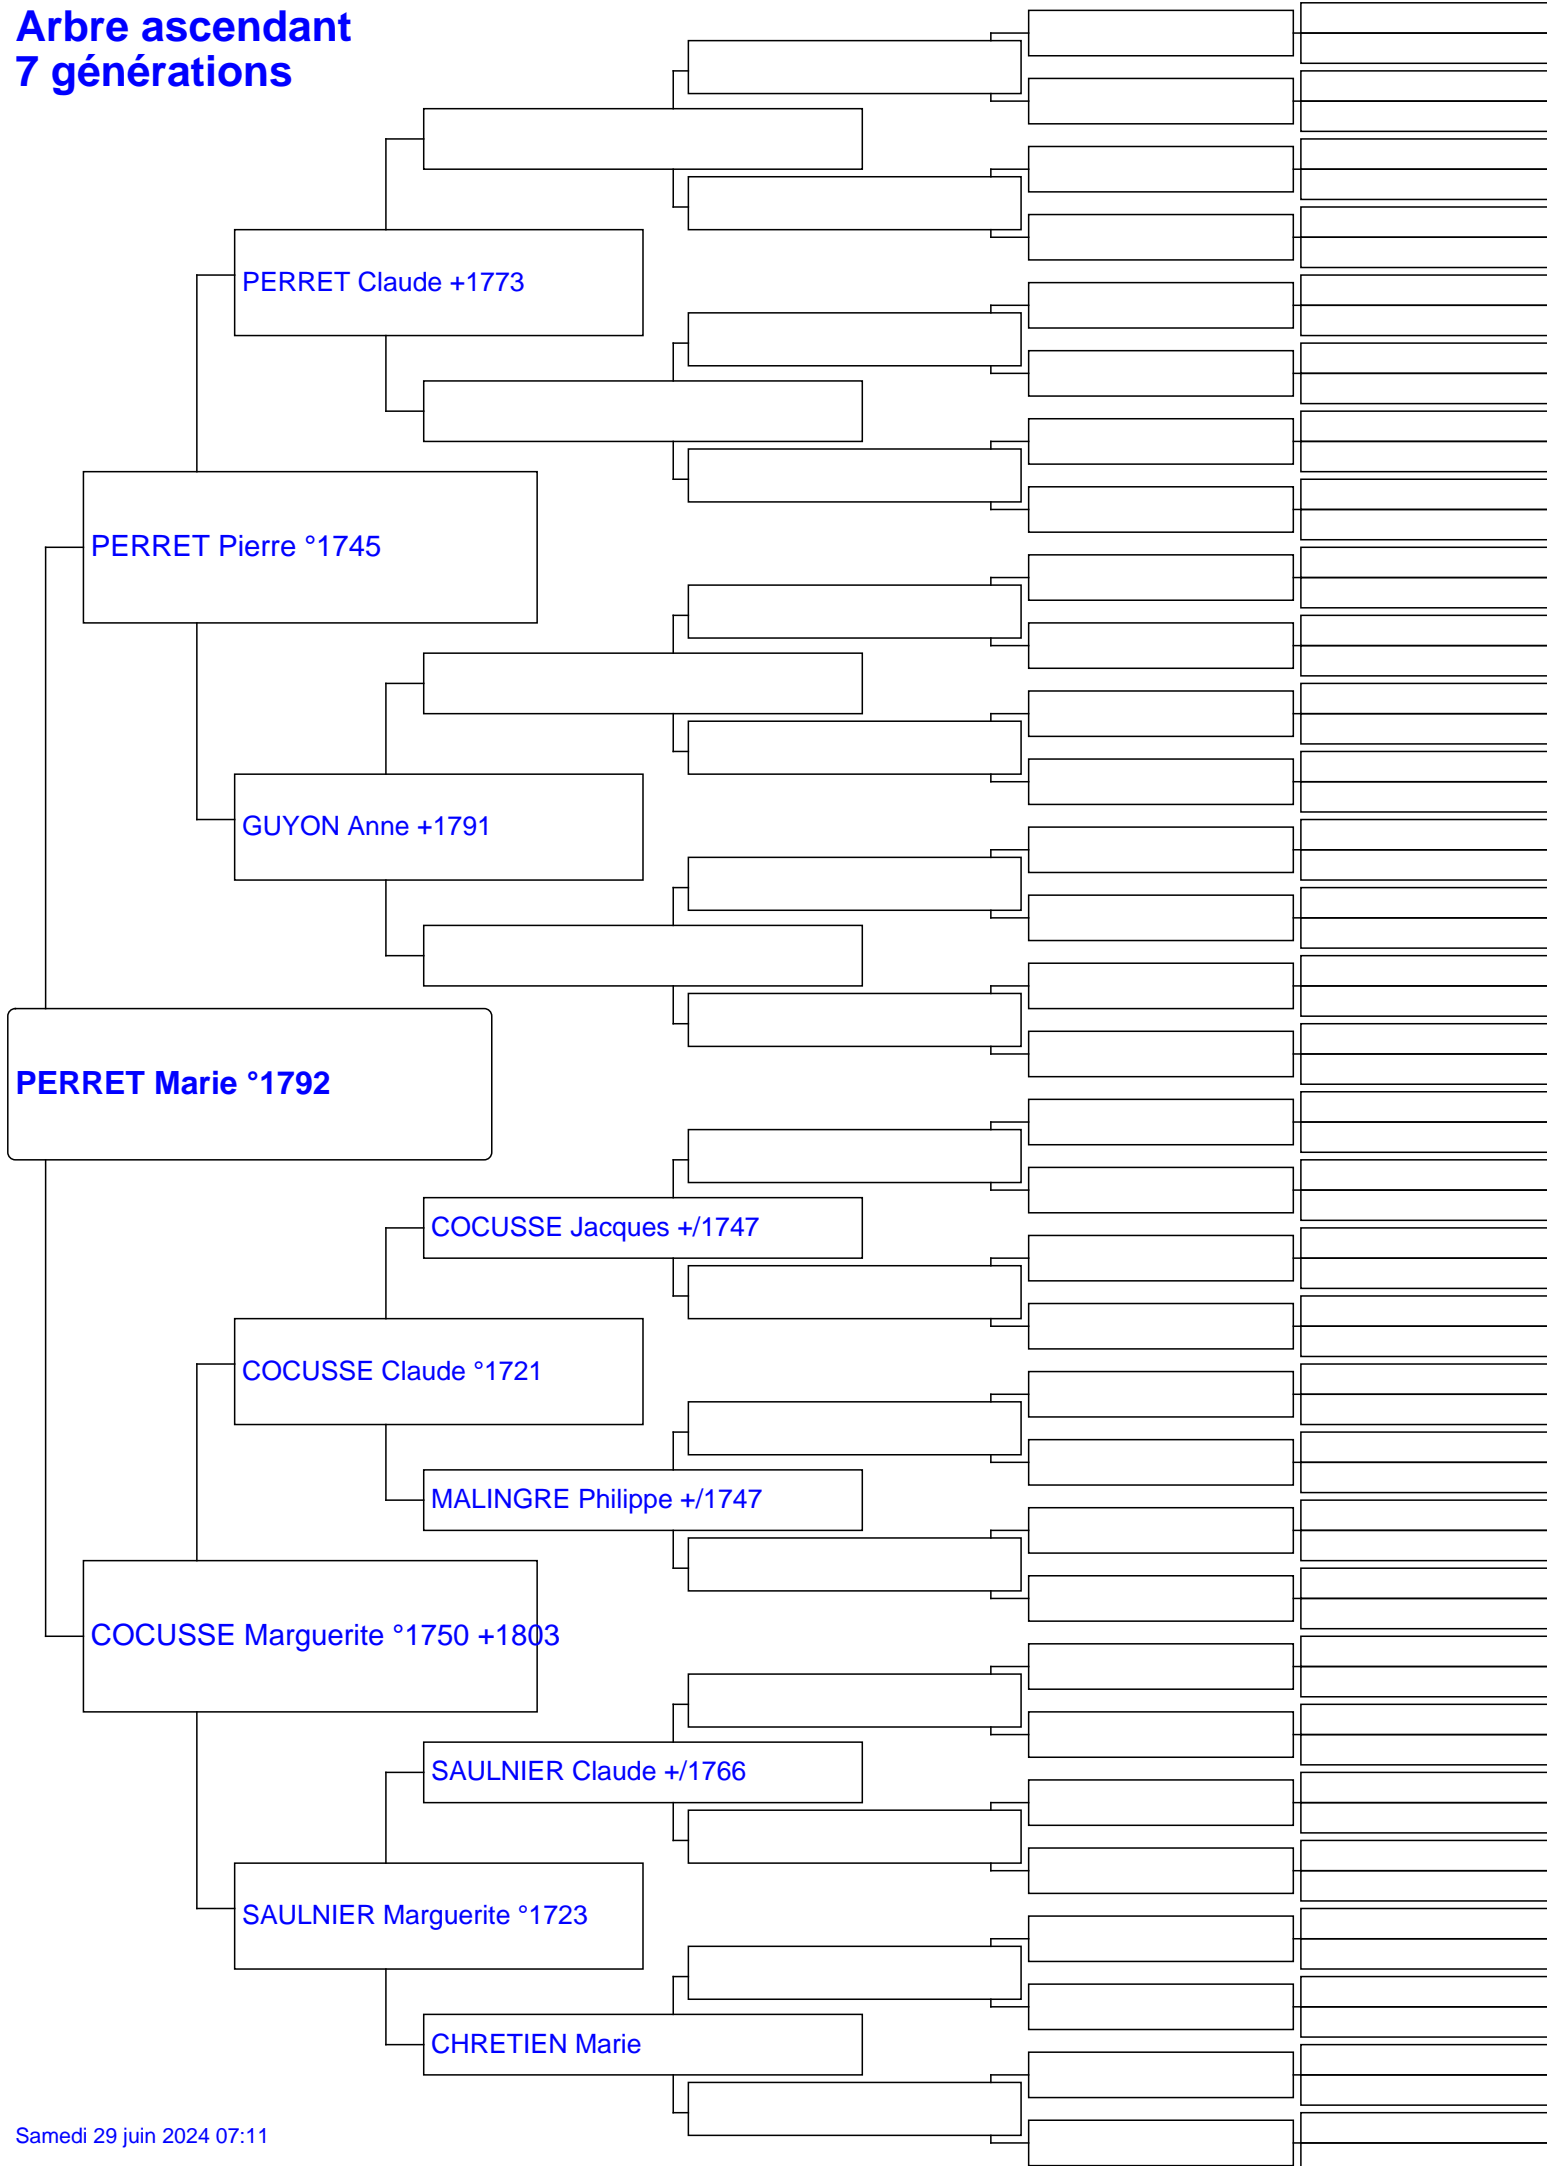 Arbre ascendant
7 générations
PERRET Claude +1773
PERRET Pierre °1745
GUYON Anne +1791
PERRET Marie °1792
COCUSSE Jacques +/1747
COCUSSE Claude °1721
MALINGRE Philippe +/1747
COCUSSE Marguerite °1750 +1803
SAULNIER Claude +/1766
SAULNIER Marguerite °1723
CHRETIEN Marie
Samedi 29 juin 2024 07:11